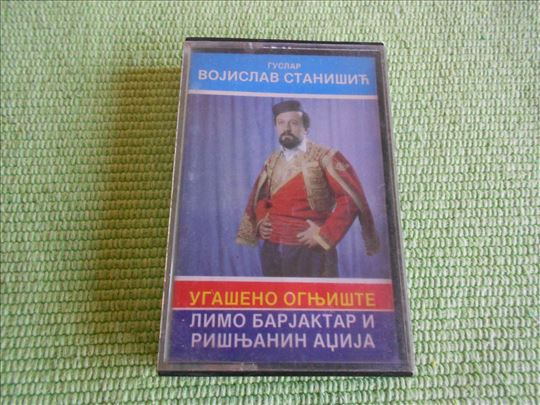 ГУСЛАР
ВОЈИСЛАВ СТАНИШИЋ
УГАШЕНО ОГЊИШТЕ
ЛИМО БАРЈАКТАР И
РИШЊАНИН АЏИЈА